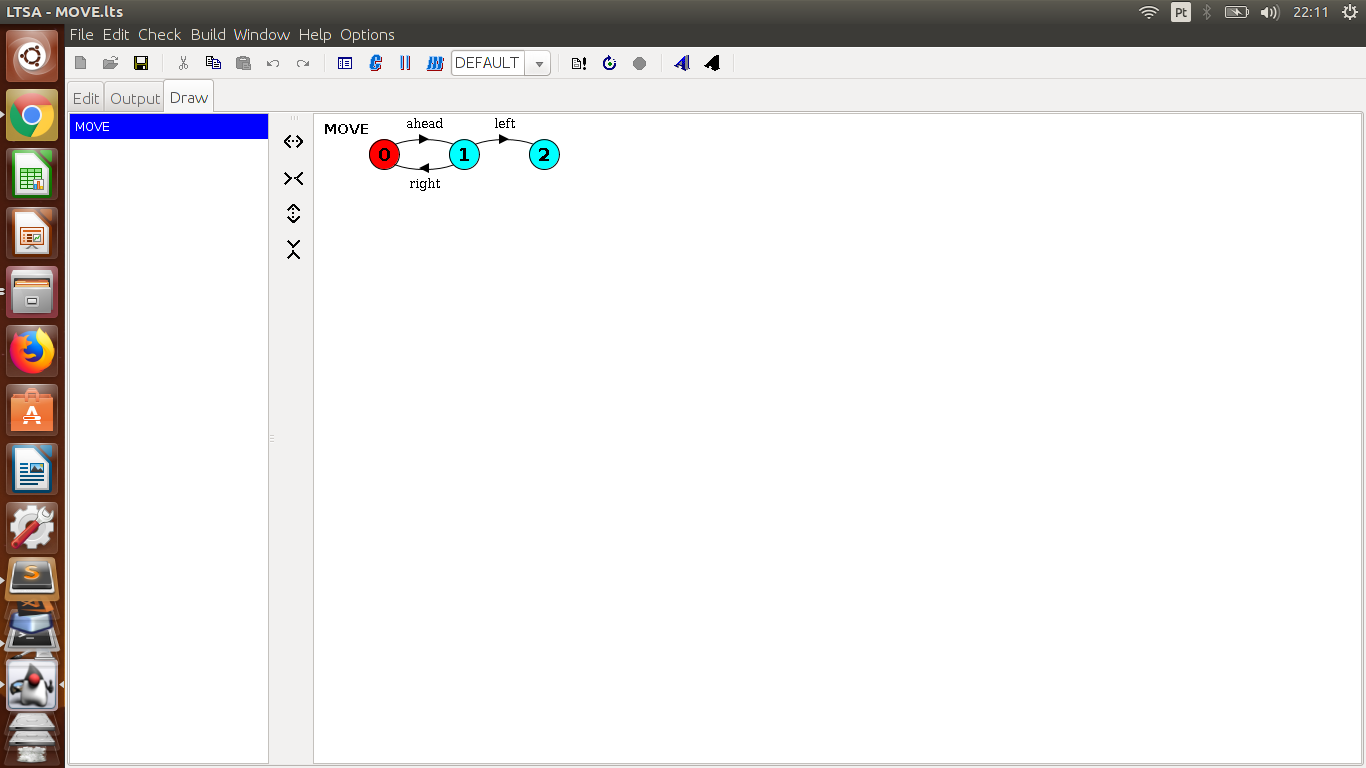 LTSA - MOVE.lts
Pt
22:11
File Edit Check Build Window Help Options
DEFAULT
Edit Output Draw
MOVE
MOVE
ahead
left
0
1
2
right